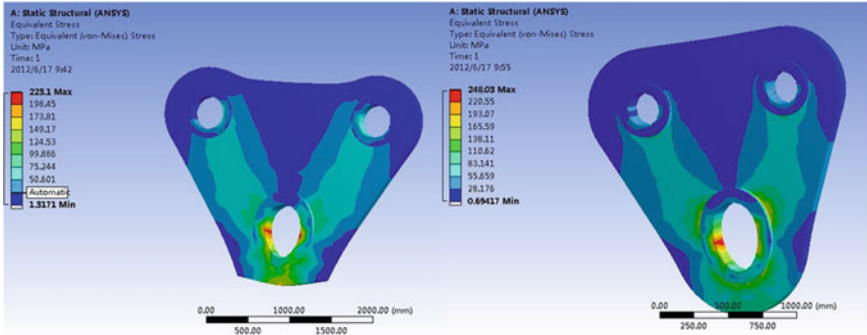 A: Static Structural (ANSYS)
Equivalent Stress
Type: Equivalent (von-Mises) Stress
Unit: MPa
Time: 1
2012/6/17 9:42
223.1 Max
198.45
173.81
149.17
124.53
99.886
75.244
50.601
Automatic
1.3171 Min
0.00
1000.00
2000.00 (mm)
500.00
1500.00
A: Static Structural (ANSYS)
Equivalent Stress
Type: Equivalent (von-Mises) Stress
Unit: MPa
Time: 1
2012/6/17 9:55
248.03 Max
220.55
193.07
165.59
138.11
110.62
83.141
55.659
28.176
0.69417 Min
0.00
500.00
1000.00 (mm)
250.00
750.00